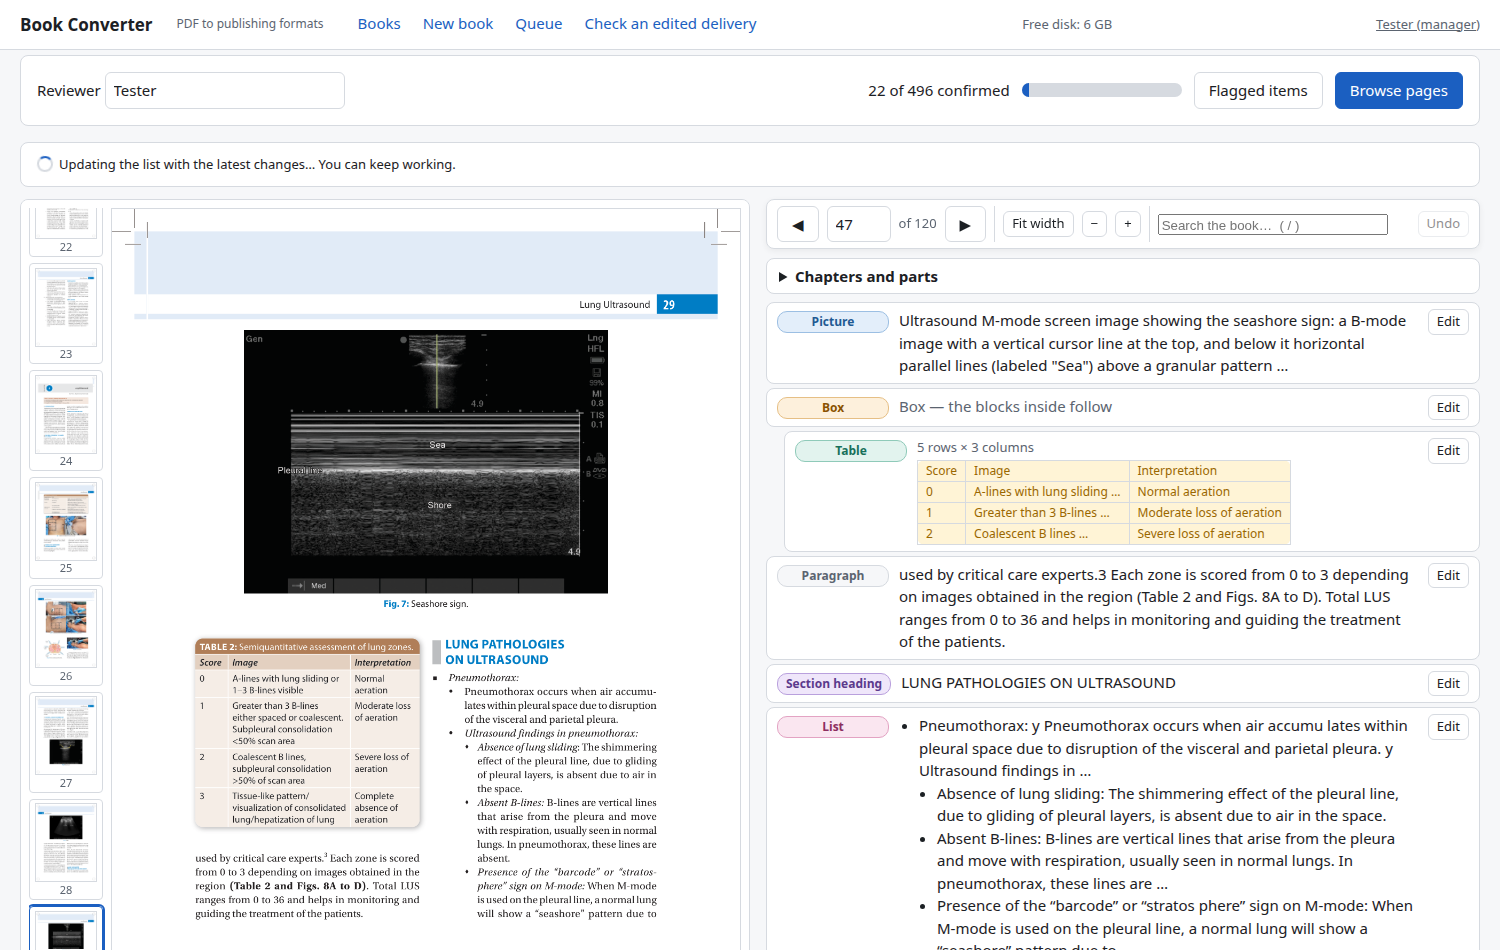 Book Converter
PDF to publishing formats
Books
New book
Queue
Check an edited delivery
Free disk: 6 GB
Tester (manager)
Reviewer
Tester
22 of 496 confirmed
Flagged items
Browse pages
Updating the list with the latest changes... You can keep working.
22
23
24
25
26
27
28
Lung Ultrasound 29
Gen
Lng
HFL
99%
MI
0.8
TIS
0.1
4.9
Sea
Pleural line
A
B
Shore
4.9
Med
Fig. 7: Seashore sign.
TABLE 2: Semiquantitative assessment of lung zones.
Score Image Interpretation
0 A-lines with lung sliding or Normal
1–3 B-lines visible aeration
1 Greater than 3 B-lines Moderate loss
either spaced or coalescent. of aeration
Subpleural consolidation
<50% scan area
2 Coalescent B lines, Severe loss of
subpleural consolidation aeration
>50% of scan area
3 Tissue-like pattern/ Complete
visualization of consolidated absence of
lung/hepatization of lung aeration
used by critical care experts.3 Each zone is scored
from 0 to 3 depending on images obtained in the
region (Table 2 and Figs. 8A to D). Total LUS
ranges from 0 to 36 and helps in monitoring and
guiding the treatment of the patients.
LUNG PATHOLOGIES
ON ULTRASOUND
▪ Pneumothorax:
• Pneumothorax occurs when air accumu-
lates within pleural space due to disruption
of the visceral and parietal pleura.
• Ultrasound findings in pneumothorax:
♦ Absence of lung sliding: The shimmering
effect of the pleural line, due to gliding
of pleural layers, is absent due to air in
the space.
♦ Absent B-lines: B-lines are vertical lines
that arise from the pleura and move
with respiration, usually seen in normal
lungs. In pneumothorax, these lines are
absent.
♦ Presence of the “barcode” or “stratos-
phere” sign on M-mode: When M-mode
is used on the pleural line, a normal lung
will show a “seashore” pattern due to
◀ 47 of 120 ▶
Fit width
−
+
Search the book… ( / )
Undo
▶ Chapters and parts
Picture
Ultrasound M-mode screen image showing the seashore sign: a B-mode
image with a vertical cursor line at the top, and below it horizontal
parallel lines (labeled "Sea") above a granular pattern ...
Edit
Box
Box — the blocks inside follow
Edit
Table
5 rows × 3 columns
Edit
Score Image Interpretation
0 A-lines with lung sliding ... Normal aeration
1 Greater than 3 B-lines ... Moderate loss of aeration
2 Coalescent B lines ... Severe loss of aeration
Paragraph
used by critical care experts.3 Each zone is scored from 0 to 3 depending
on images obtained in the region (Table 2 and Figs. 8A to D). Total LUS
ranges from 0 to 36 and helps in monitoring and guiding the treatment
of the patients.
Edit
Section heading
LUNG PATHOLOGIES ON ULTRASOUND
Edit
List
• Pneumothorax: y Pneumothorax occurs when air accumu lates within
pleural space due to disruption of the visceral and parietal pleura. y
Ultrasound findings in ...
Edit
• Absence of lung sliding: The shimmering effect of the pleural line,
due to gliding of pleural layers, is absent due to air in the space.
• Absent B-lines: B-lines are vertical lines that arise from the pleura
and move with respiration, usually seen in normal lungs. In
pneumothorax, these lines are ...
• Presence of the “barcode” or “stratos phere” sign on M-mode: When
M-mode is used on the pleural line, a normal lung will show a
“seashore” pattern due to